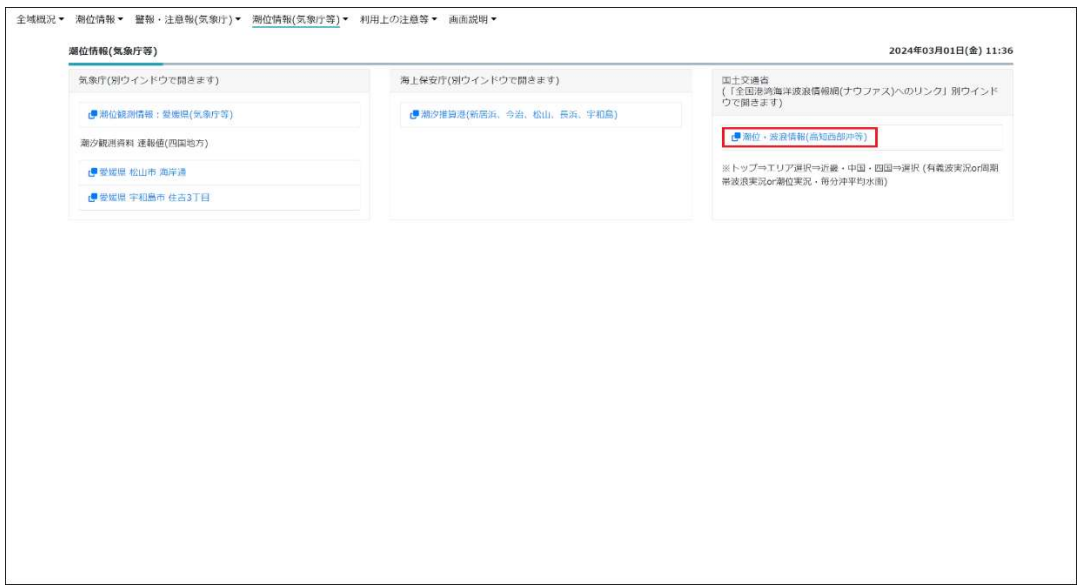 全域概況▼ 潮位情報▼ 警報・注意報(気象庁)▼ 潮位情報(気象庁等)▼ 利用上の注意等▼ 画面説明▼
潮位情報(気象庁等) 2024年03月01日(金) 11:36
気象庁(別ウインドウで開きます)
潮位観測情報:愛媛県(気象庁等)
潮汐観測資料 速報値(四国地方)
愛媛県 松山市 海岸通
愛媛県 宇和島市 住吉3丁目
海上保安庁(別ウインドウで開きます)
潮汐推算港(新居浜、今治、松山、長浜、宇和島)
国土交通省
(「全国港湾海洋波浪情報網(ナウファス)へのリンク」別ウインド
ウで開きます)
潮位・波浪情報(高知西部沖等)
※トップ⇒エリア選択⇒近畿・中国・四国⇒選択 (有義波実況or周期
帯波浪実況or潮位実況・毎分沖平均水面)